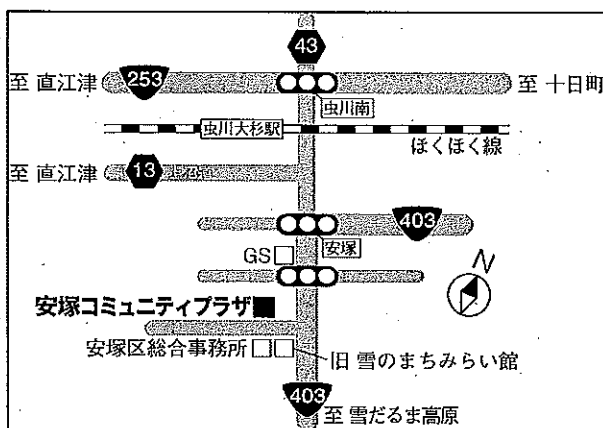 43
至 直江津
253
至 十日町
虫川南
虫川大杉駅
ほくほく線
至 直江津
13
403
安塚
GS
N
安塚コミュニティプラザ
安塚区総合事務所
旧 雪のまちみらい館
403
至 雪だるま高原